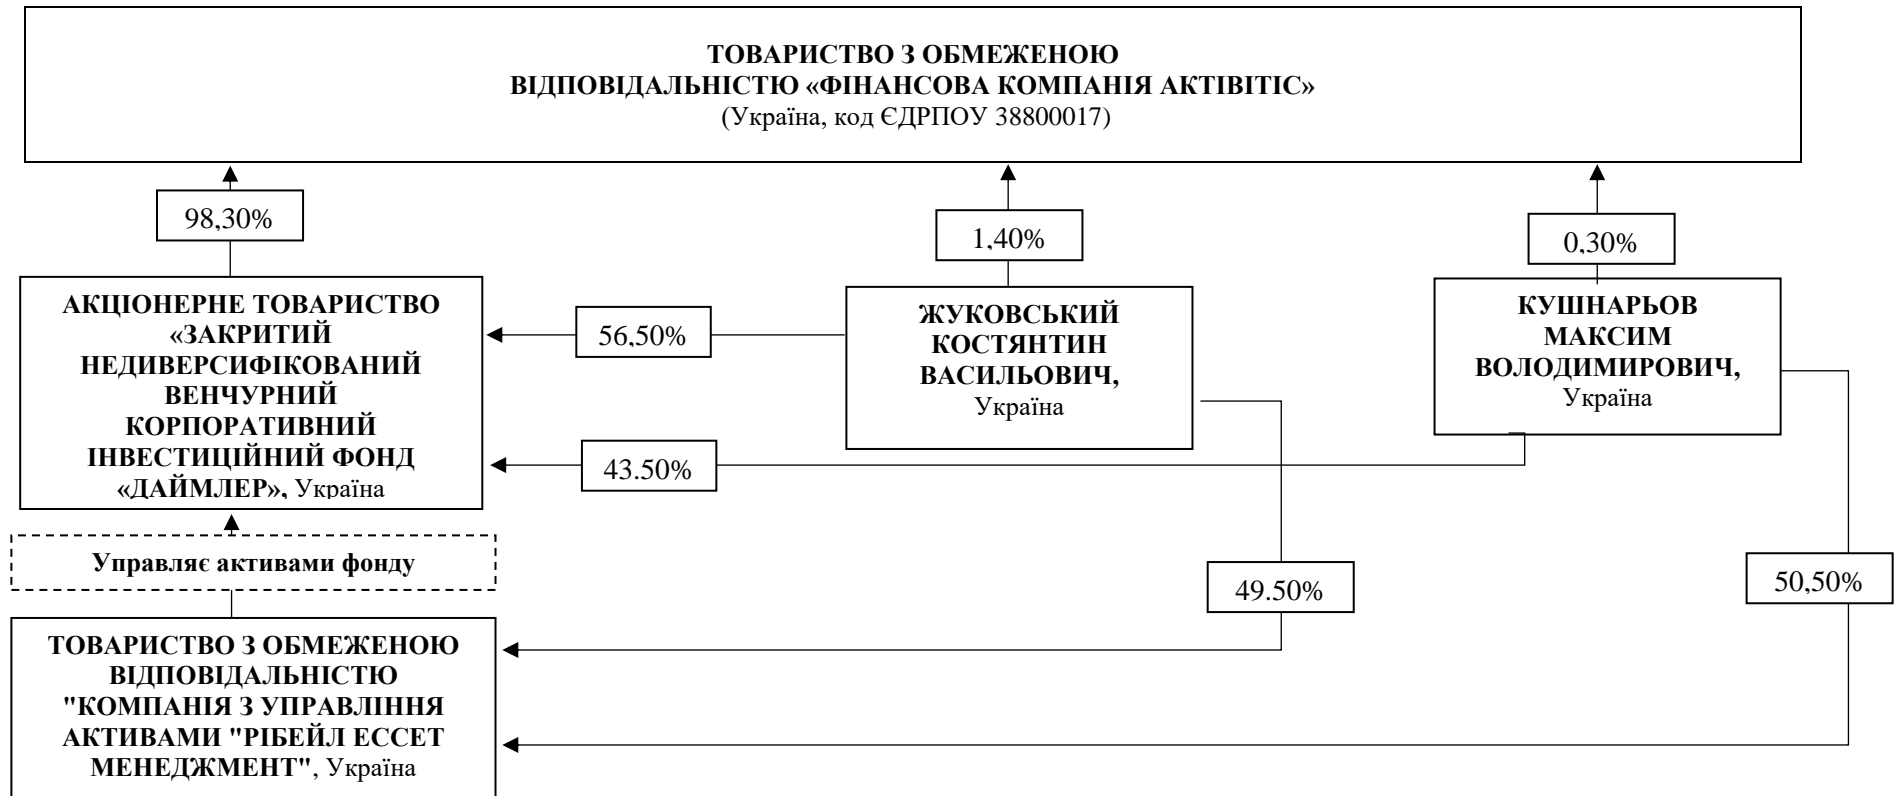 ТОВАРИСТВО З ОБМЕЖЕНОЮ
ВІДПОВІДАЛЬНІСТЮ «ФІНАНСОВА КОМПАНІЯ АКТІВІТІС»
(Україна, код ЄДРПОУ 38800017)
98,30%
1,40%
0,30%
АКЦІОНЕРНЕ ТОВАРИСТВО
«ЗАКРИТИЙ
НЕДИВЕРСИФІКОВАНИЙ
ВЕНЧУРНИЙ
КОРПОРАТИВНИЙ
ІНВЕСТИЦІЙНИЙ ФОНД
«ДАЙМЛЕР», Україна
56,50%
ЖУКОВСЬКИЙ
КОСТЯНТИН
ВАСИЛЬОВИЧ,
Україна
КУШНАРЬОВ
МАКСИМ
ВОЛОДИМИРОВИЧ,
Україна
43.50%
Управляє активами фонду
49.50%
50,50%
ТОВАРИСТВО З ОБМЕЖЕНОЮ
ВІДПОВІДАЛЬНІСТЮ
"КОМПАНІЯ З УПРАВЛІННЯ
АКТИВАМИ "РІБЕЙЛ ЕССЕТ
МЕНЕДЖМЕНТ", Україна